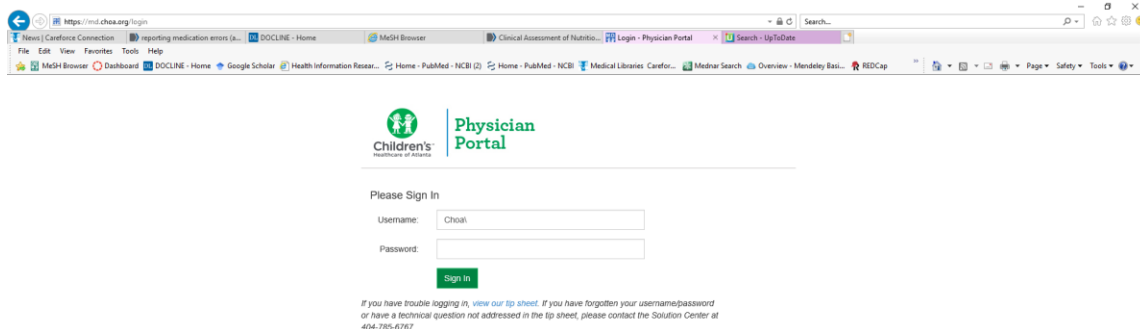 https://md.choa.org/login
Search...
News | Careforce Connection reporting medication errors (a... DOCLINE - Home MeSH Browser Clinical Assessment of Nutritio... Login - Physician Portal Search - UpToDate
File Edit View Favorites Tools Help
MeSH Browser Dashboard DOCLINE - Home Google Scholar Health Information Resear... Home - PubMed - NCBI (2) Home - PubMed - NCBI Medical Libraries Carefor... Mednar Search Overview - Mendeley Basi... REDCap Page Safety Tools
Children's
Healthcare of Atlanta
Physician
Portal
Please Sign In
Username: Choa\
Password:
Sign In
If you have trouble logging in, view our tip sheet. If you have forgotten your username/password
or have a technical question not addressed in the tip sheet, please contact the Solution Center at
404-785-6767